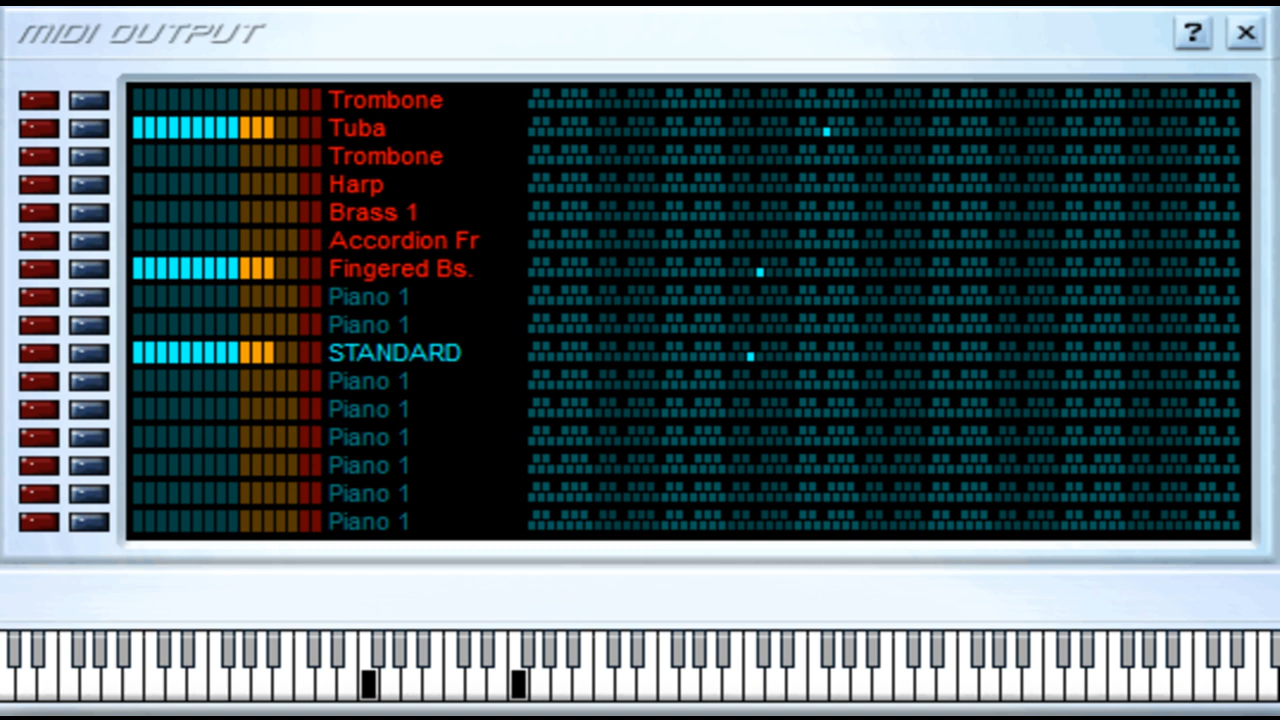 MIDI OUTPUT
? ×
Trombone
Tuba
Trombone
Harp
Brass 1
Accordion Fr
Fingered Bs.
Piano 1
Piano 1
STANDARD
Piano 1
Piano 1
Piano 1
Piano 1
Piano 1
Piano 1